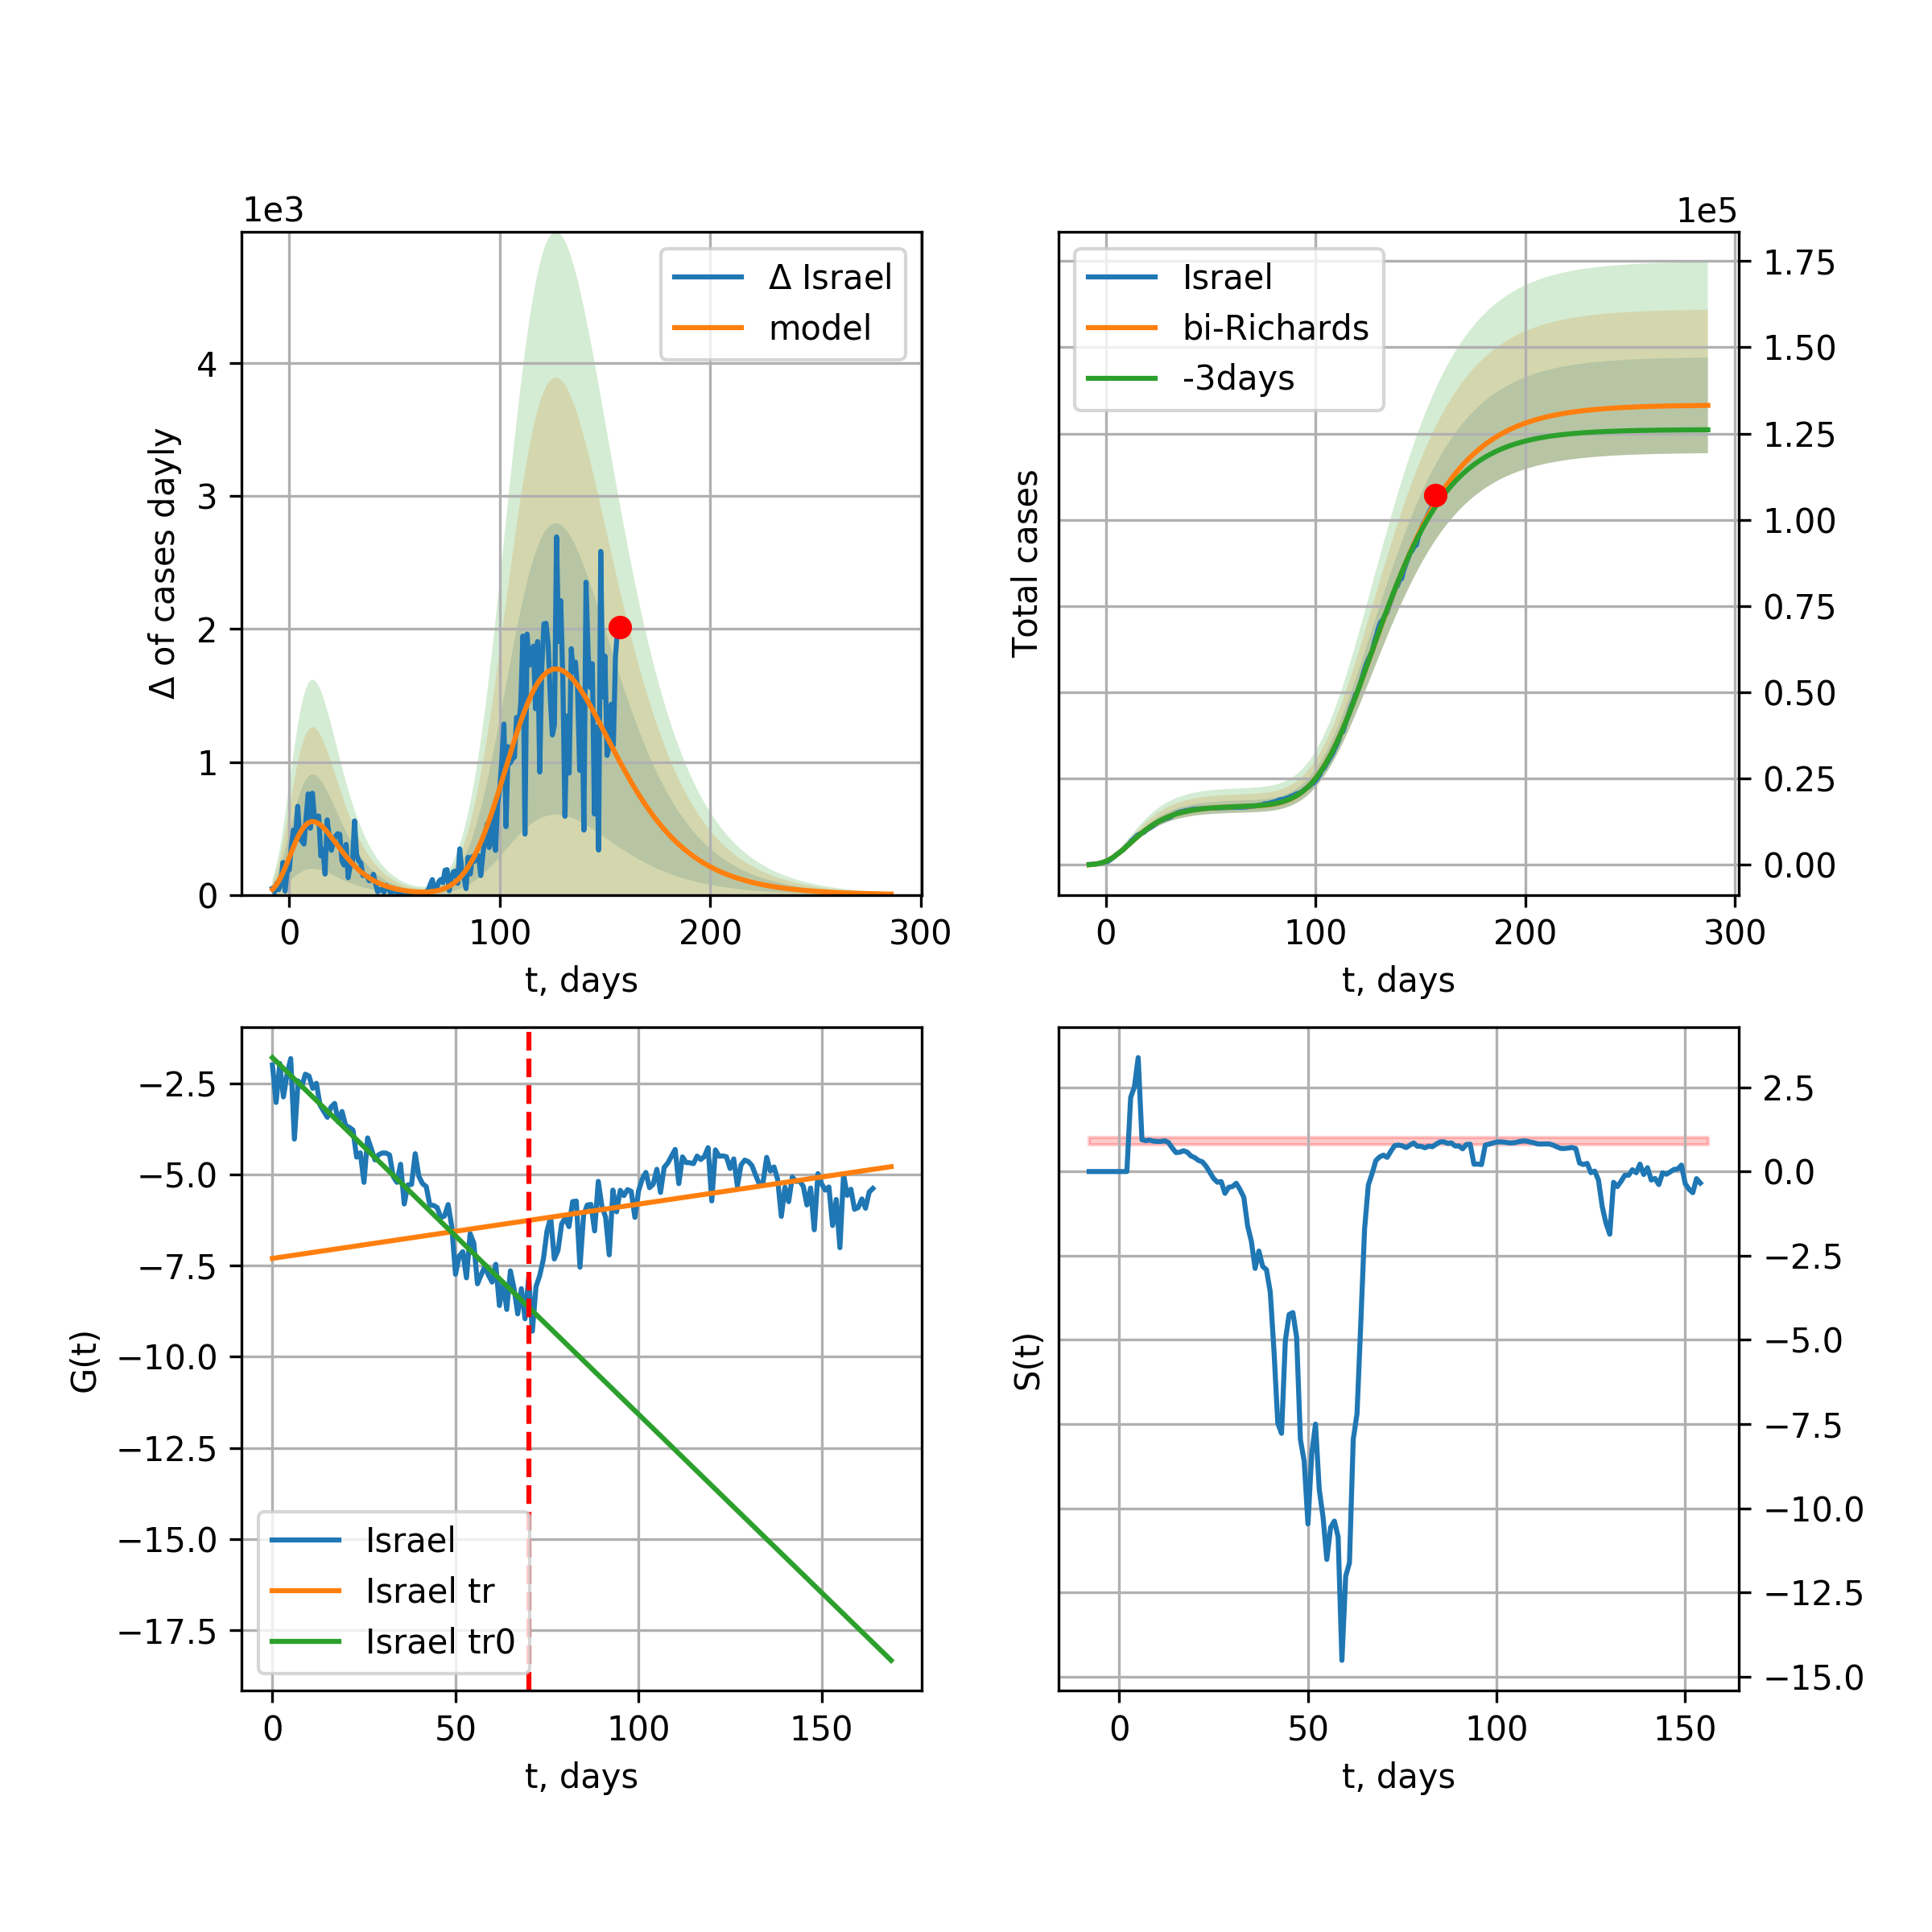 1e3
Δ Israel
model
4
3
2
1
0
Δ of cases dayly
0 100 200 300
t, days
1e5
Israel
bi-Richards
-3days
1.75
1.50
1.25
1.00
0.75
0.50
0.25
0.00
Total cases
0 100 200 300
t, days
−2.5
−5.0
−7.5
−10.0
−12.5
−15.0
−17.5
G(t)
Israel
Israel tr
Israel tr0
0 50 100 150
t, days
2.5
0.0
−2.5
−5.0
−7.5
−10.0
−12.5
−15.0
S(t)
0 50 100 150
t, days